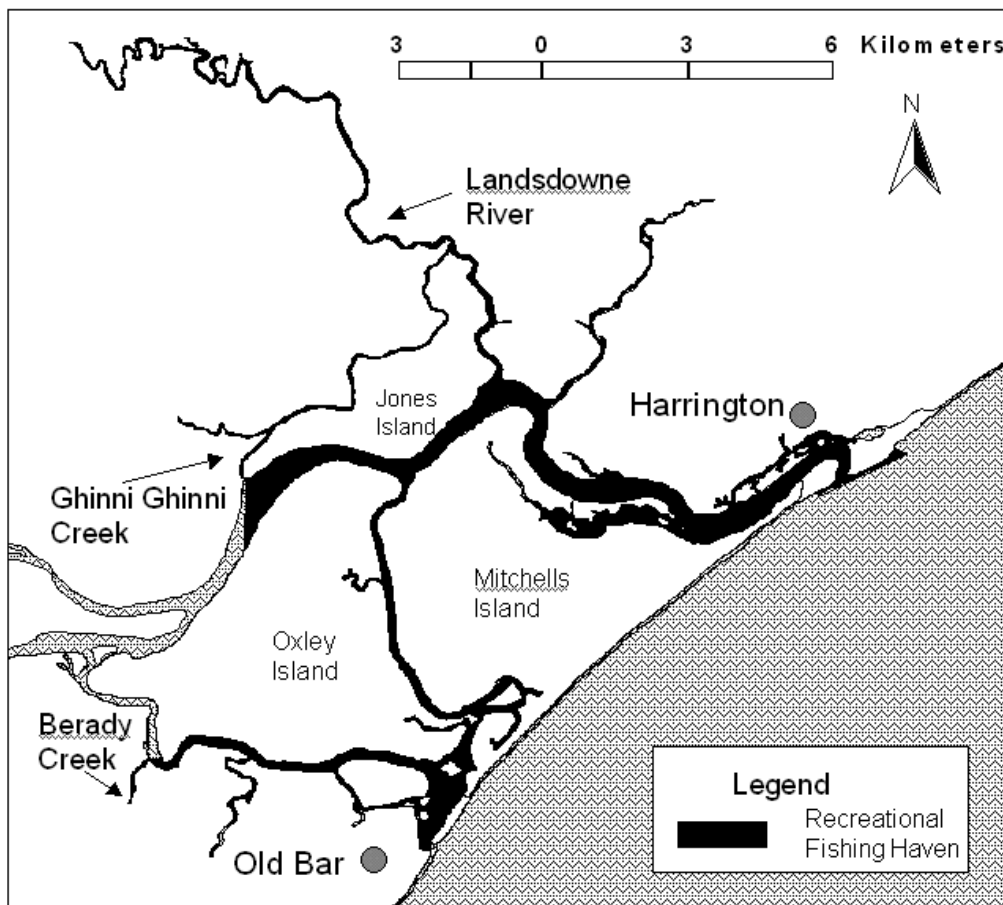 3 0 3 6 Kilometers
N
Landsdowne
River
Jones
Island
Harrington
Ghinni Ghinni
Creek
Mitchells
Island
Oxley
Island
Berady
Creek
Old Bar
Legend
Recreational
Fishing Haven